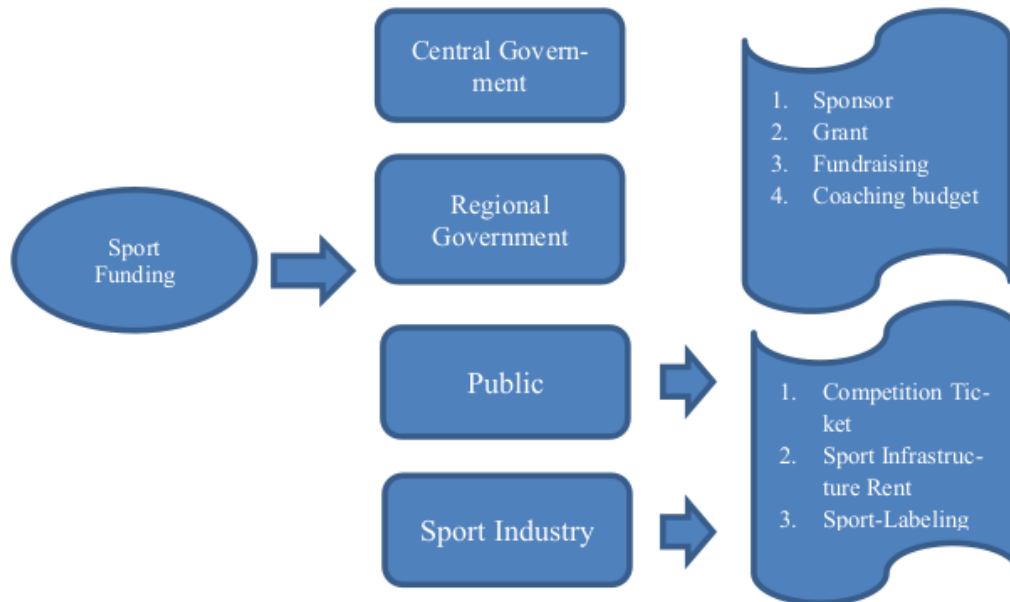 Central Govern-
ment
Regional
Government
Sport
Funding
Public
Sport Industry
1. Sponsor
2. Grant
3. Fundraising
4. Coaching budget
1. Competition Tic-
ket
2. Sport Infrastruc-
ture Rent
3. Sport-Labeling